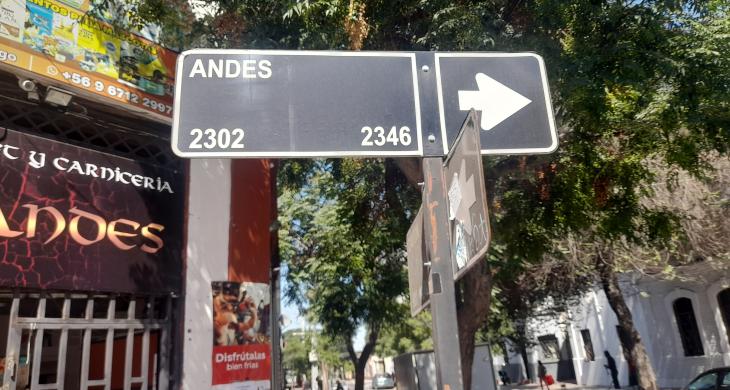 +56 9 6712 2997
ANDES
2302 2346
Y CARNICERIA
ANDES
Disfrútalas
bien frías